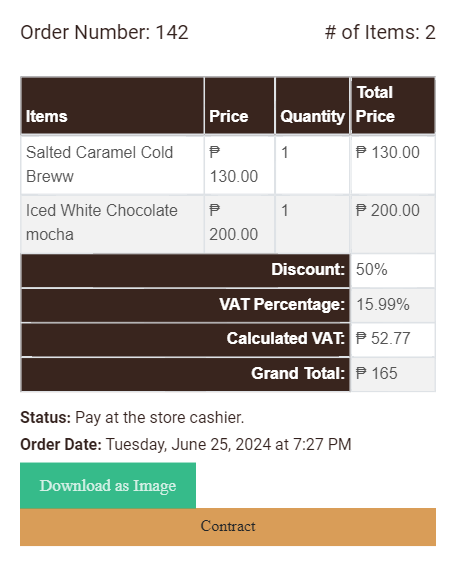 Order Number: 142 # of Items: 2
Items Price Quantity Total Price
Salted Caramel Cold Breww ₱ 130.00 1 ₱ 130.00
Iced White Chocolate mocha ₱ 200.00 1 ₱ 200.00
Discount: 50%
VAT Percentage: 15.99%
Calculated VAT: ₱ 52.77
Grand Total: ₱ 165
Status: Pay at the store cashier.
Order Date: Tuesday, June 25, 2024 at 7:27 PM
Download as Image
Contract